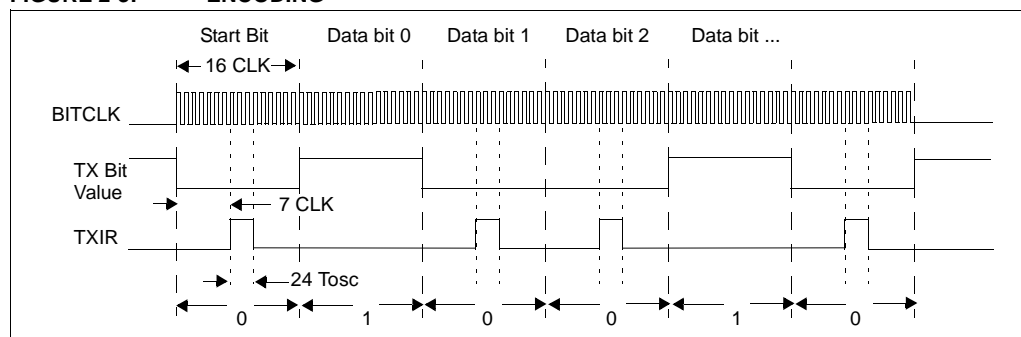 Start Bit Data bit 0 Data bit 1 Data bit 2 Data bit ...
16 CLK
BITCLK
TX Bit
Value
7 CLK
TXIR
24 Tosc
0 1 0 0 1 0